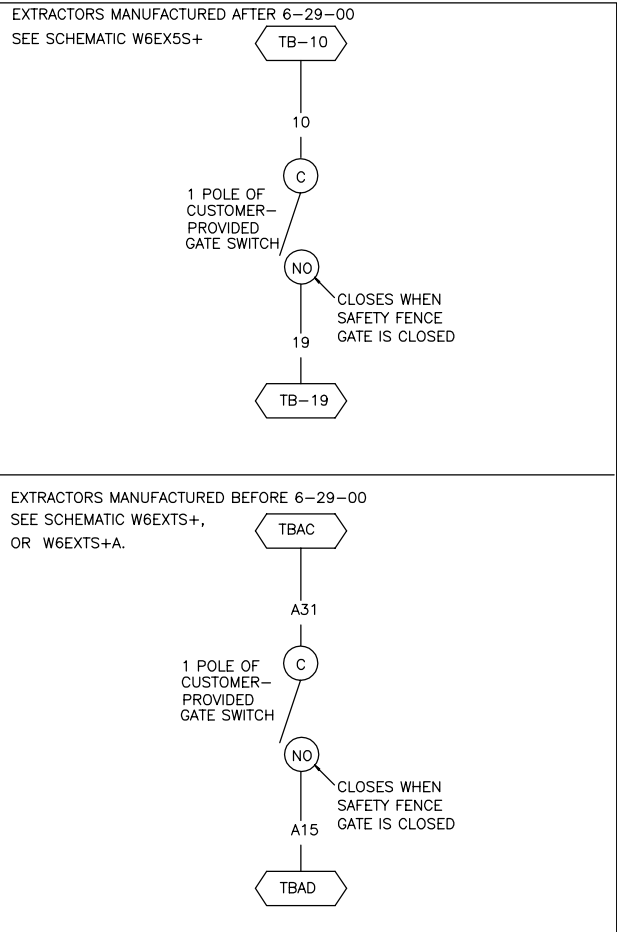 EXTRACTORS MANUFACTURED AFTER 6-29-00
SEE SCHEMATIC W6EX5S+
TB-10
10
C
1 POLE OF
CUSTOMER-
PROVIDED
GATE SWITCH
NO
CLOSES WHEN
SAFETY FENCE
GATE IS CLOSED
19
TB-19
EXTRACTORS MANUFACTURED BEFORE 6-29-00
SEE SCHEMATIC W6EXTS+,
OR W6EXTS+A.
TBAC
A31
C
1 POLE OF
CUSTOMER-
PROVIDED
GATE SWITCH
NO
CLOSES WHEN
SAFETY FENCE
GATE IS CLOSED
A15
TBAD